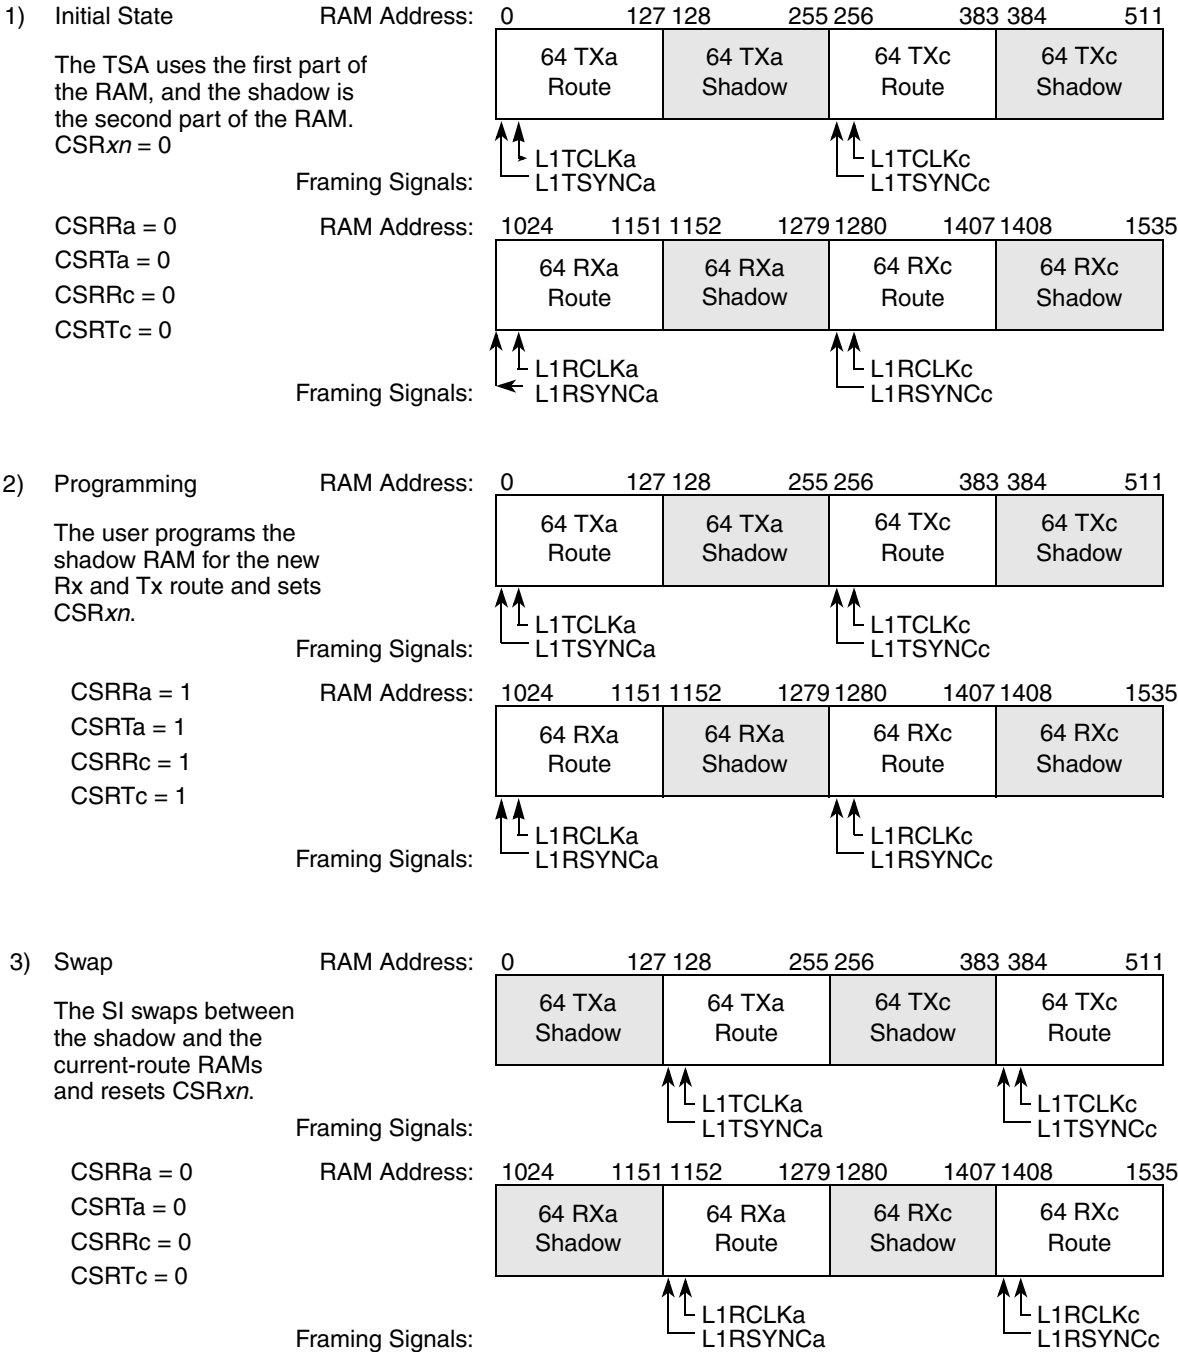 1) Initial State RAM Address: 0 127 128 255 256 383 384 511
The TSA uses the first part of
the RAM, and the shadow is
the second part of the RAM.
CSRxn = 0
64 TXa 64 TXa 64 TXc 64 TXc
Route Shadow Route Shadow
L1TCLKa L1TCLKc
Framing Signals: L1TSYNCa L1TSYNCc
CSRRa = 0 RAM Address: 1024 1151 1152 1279 1280 1407 1408 1535
CSRTa = 0
CSRRc = 0
CSRTc = 0
64 RXa 64 RXa 64 RXc 64 RXc
Route Shadow Route Shadow
L1RCLKa L1RCLKc
Framing Signals: L1RSYNCa L1RSYNCc
2) Programming RAM Address: 0 127 128 255 256 383 384 511
The user programs the
shadow RAM for the new
Rx and Tx route and sets
CSRxn.
64 TXa 64 TXa 64 TXc 64 TXc
Route Shadow Route Shadow
L1TCLKa L1TCLKc
Framing Signals: L1TSYNCa L1TSYNCc
CSRRa = 1 RAM Address: 1024 1151 1152 1279 1280 1407 1408 1535
CSRTa = 1
CSRRc = 1
CSRTc = 1
64 RXa 64 RXa 64 RXc 64 RXc
Route Shadow Route Shadow
L1RCLKa L1RCLKc
Framing Signals: L1RSYNCa L1RSYNCc
3) Swap RAM Address: 0 127 128 255 256 383 384 511
The SI swaps between
the shadow and the
current-route RAMs
and resets CSRxn.
64 TXa 64 TXa 64 TXc 64 TXc
Shadow Route Shadow Route
L1TCLKa L1TCLKc
Framing Signals: L1TSYNCa L1TSYNCc
CSRRa = 0 RAM Address: 1024 1151 1152 1279 1280 1407 1408 1535
CSRTa = 0
CSRRc = 0
CSRTc = 0
64 RXa 64 RXa 64 RXc 64 RXc
Shadow Route Shadow Route
L1RCLKa L1RCLKc
Framing Signals: L1RSYNCa L1RSYNCc